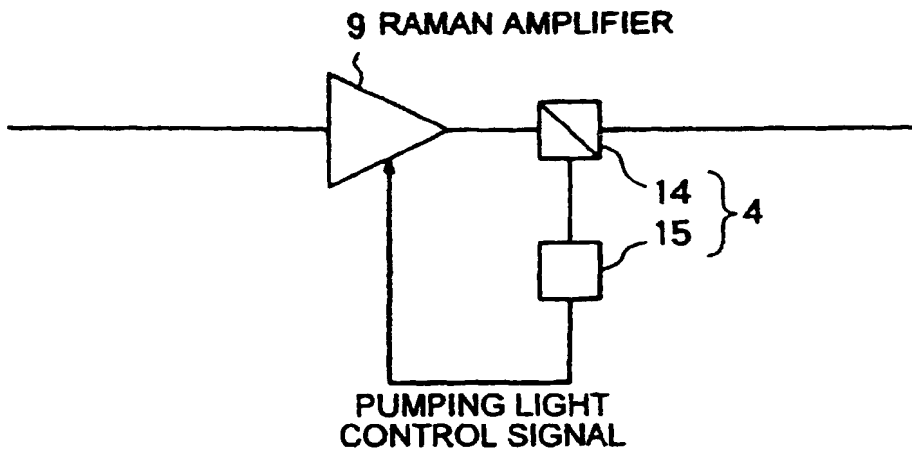 9 RAMAN AMPLIFIER
14
15
4
PUMPING LIGHT
CONTROL SIGNAL